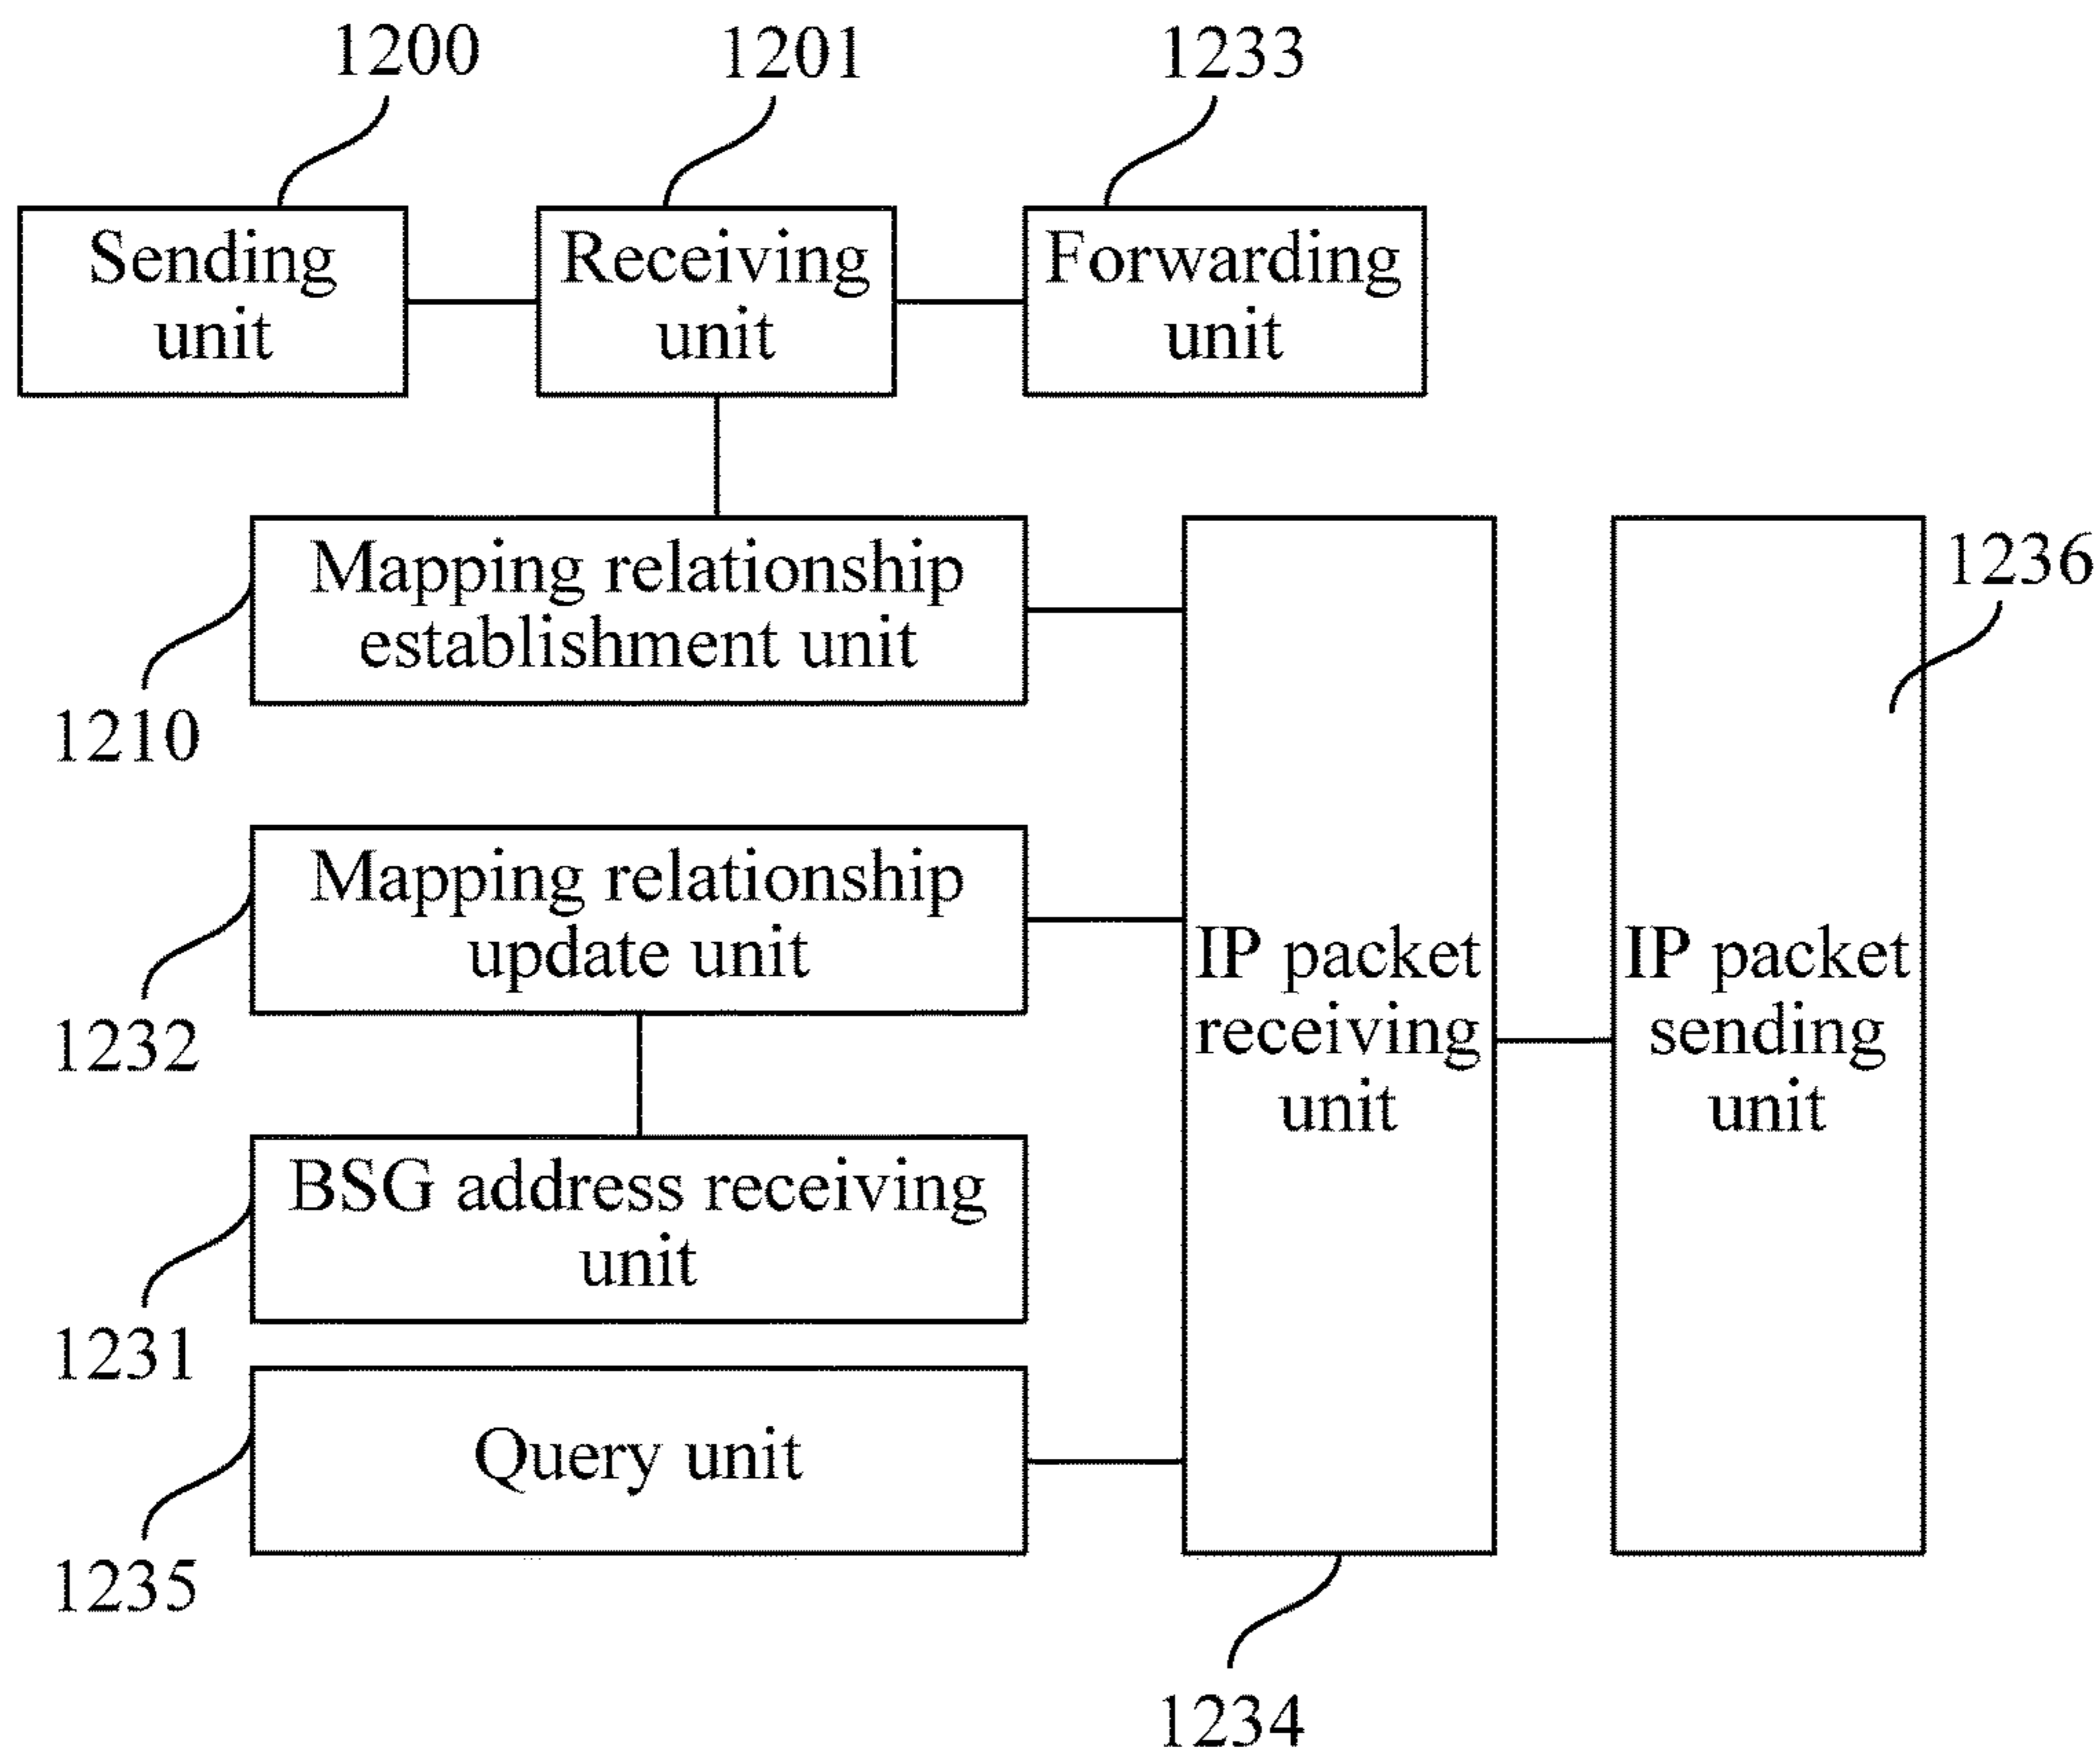 1200
1201
1233
Sending
unit
Receiving
unit
Forwarding
unit
Mapping relationship
establishment unit
1210
1236
Mapping relationship
update unit
1232
IP packet
receiving
unit
IP packet
sending
unit
BSG address receiving
unit
1231
Query unit
1235
1234